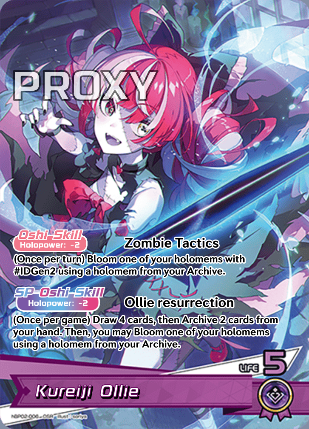 PROXY
Oshi-Skill
Holopower: -2
Zombie Tactics
(Once per turn) Bloom one of your holomems with
#IDGen2 using a holomem from your Archive.
SP-Oshi-Skill
Holopower: -2
Ollie resurrection
(Once per game) Draw 4 cards, then Archive 2 cards from
your hand. Then, you may Bloom one of your holomems
using a holomem from your Archive.
LIFE 5
Kureiji Ollie